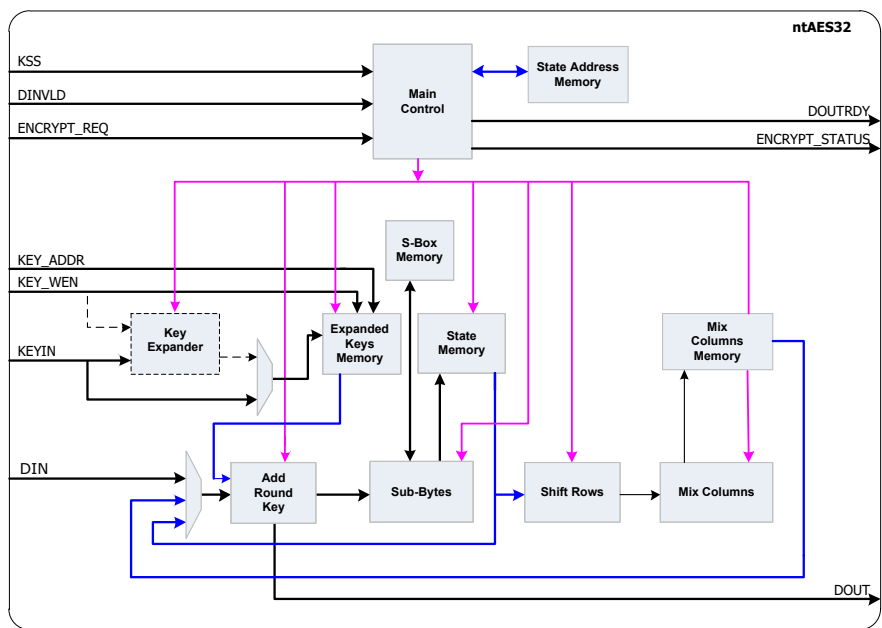 ntAES32
KSS
DINVLD
ENCRYPT_REQ
Main
Control
State Address
Memory
DOUTRDY
ENCRYPT_STATUS
S-Box
Memory
KEY_ADDR
KEY_WEN
KEYIN
Key
Expander
Expanded
Keys
Memory
State
Memory
Mix
Columns
Memory
DIN
Add
Round
Key
Sub-Bytes
Shift Rows
Mix Columns
DOUT